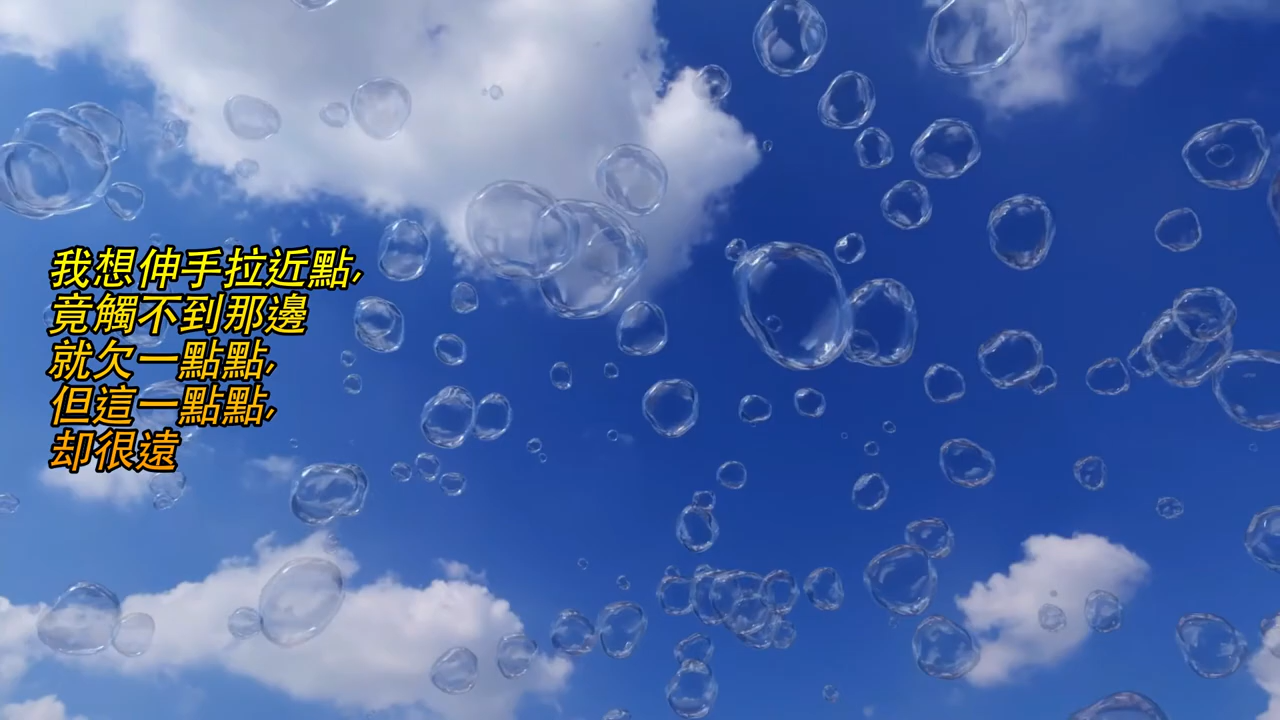 我想伸手拉近點,
竟觸不到那邊
就欠一點點,
但這一點點,
却很遠